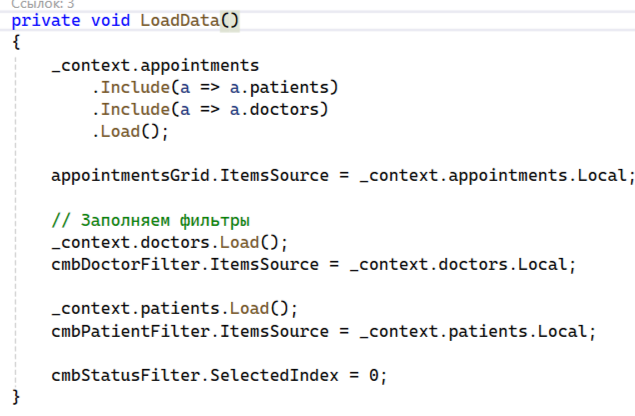 Ссылок: 3
private void LoadData()
{
    _context.appointments
        .Include(a => a.patients)
        .Include(a => a.doctors)
        .Load();
    appointmentsGrid.ItemsSource = _context.appointments.Local;
    // Заполняем фильтры
    _context.doctors.Load();
    cmbDoctorFilter.ItemsSource = _context.doctors.Local;
    _context.patients.Load();
    cmbPatientFilter.ItemsSource = _context.patients.Local;
    cmbStatusFilter.SelectedIndex = 0;
}